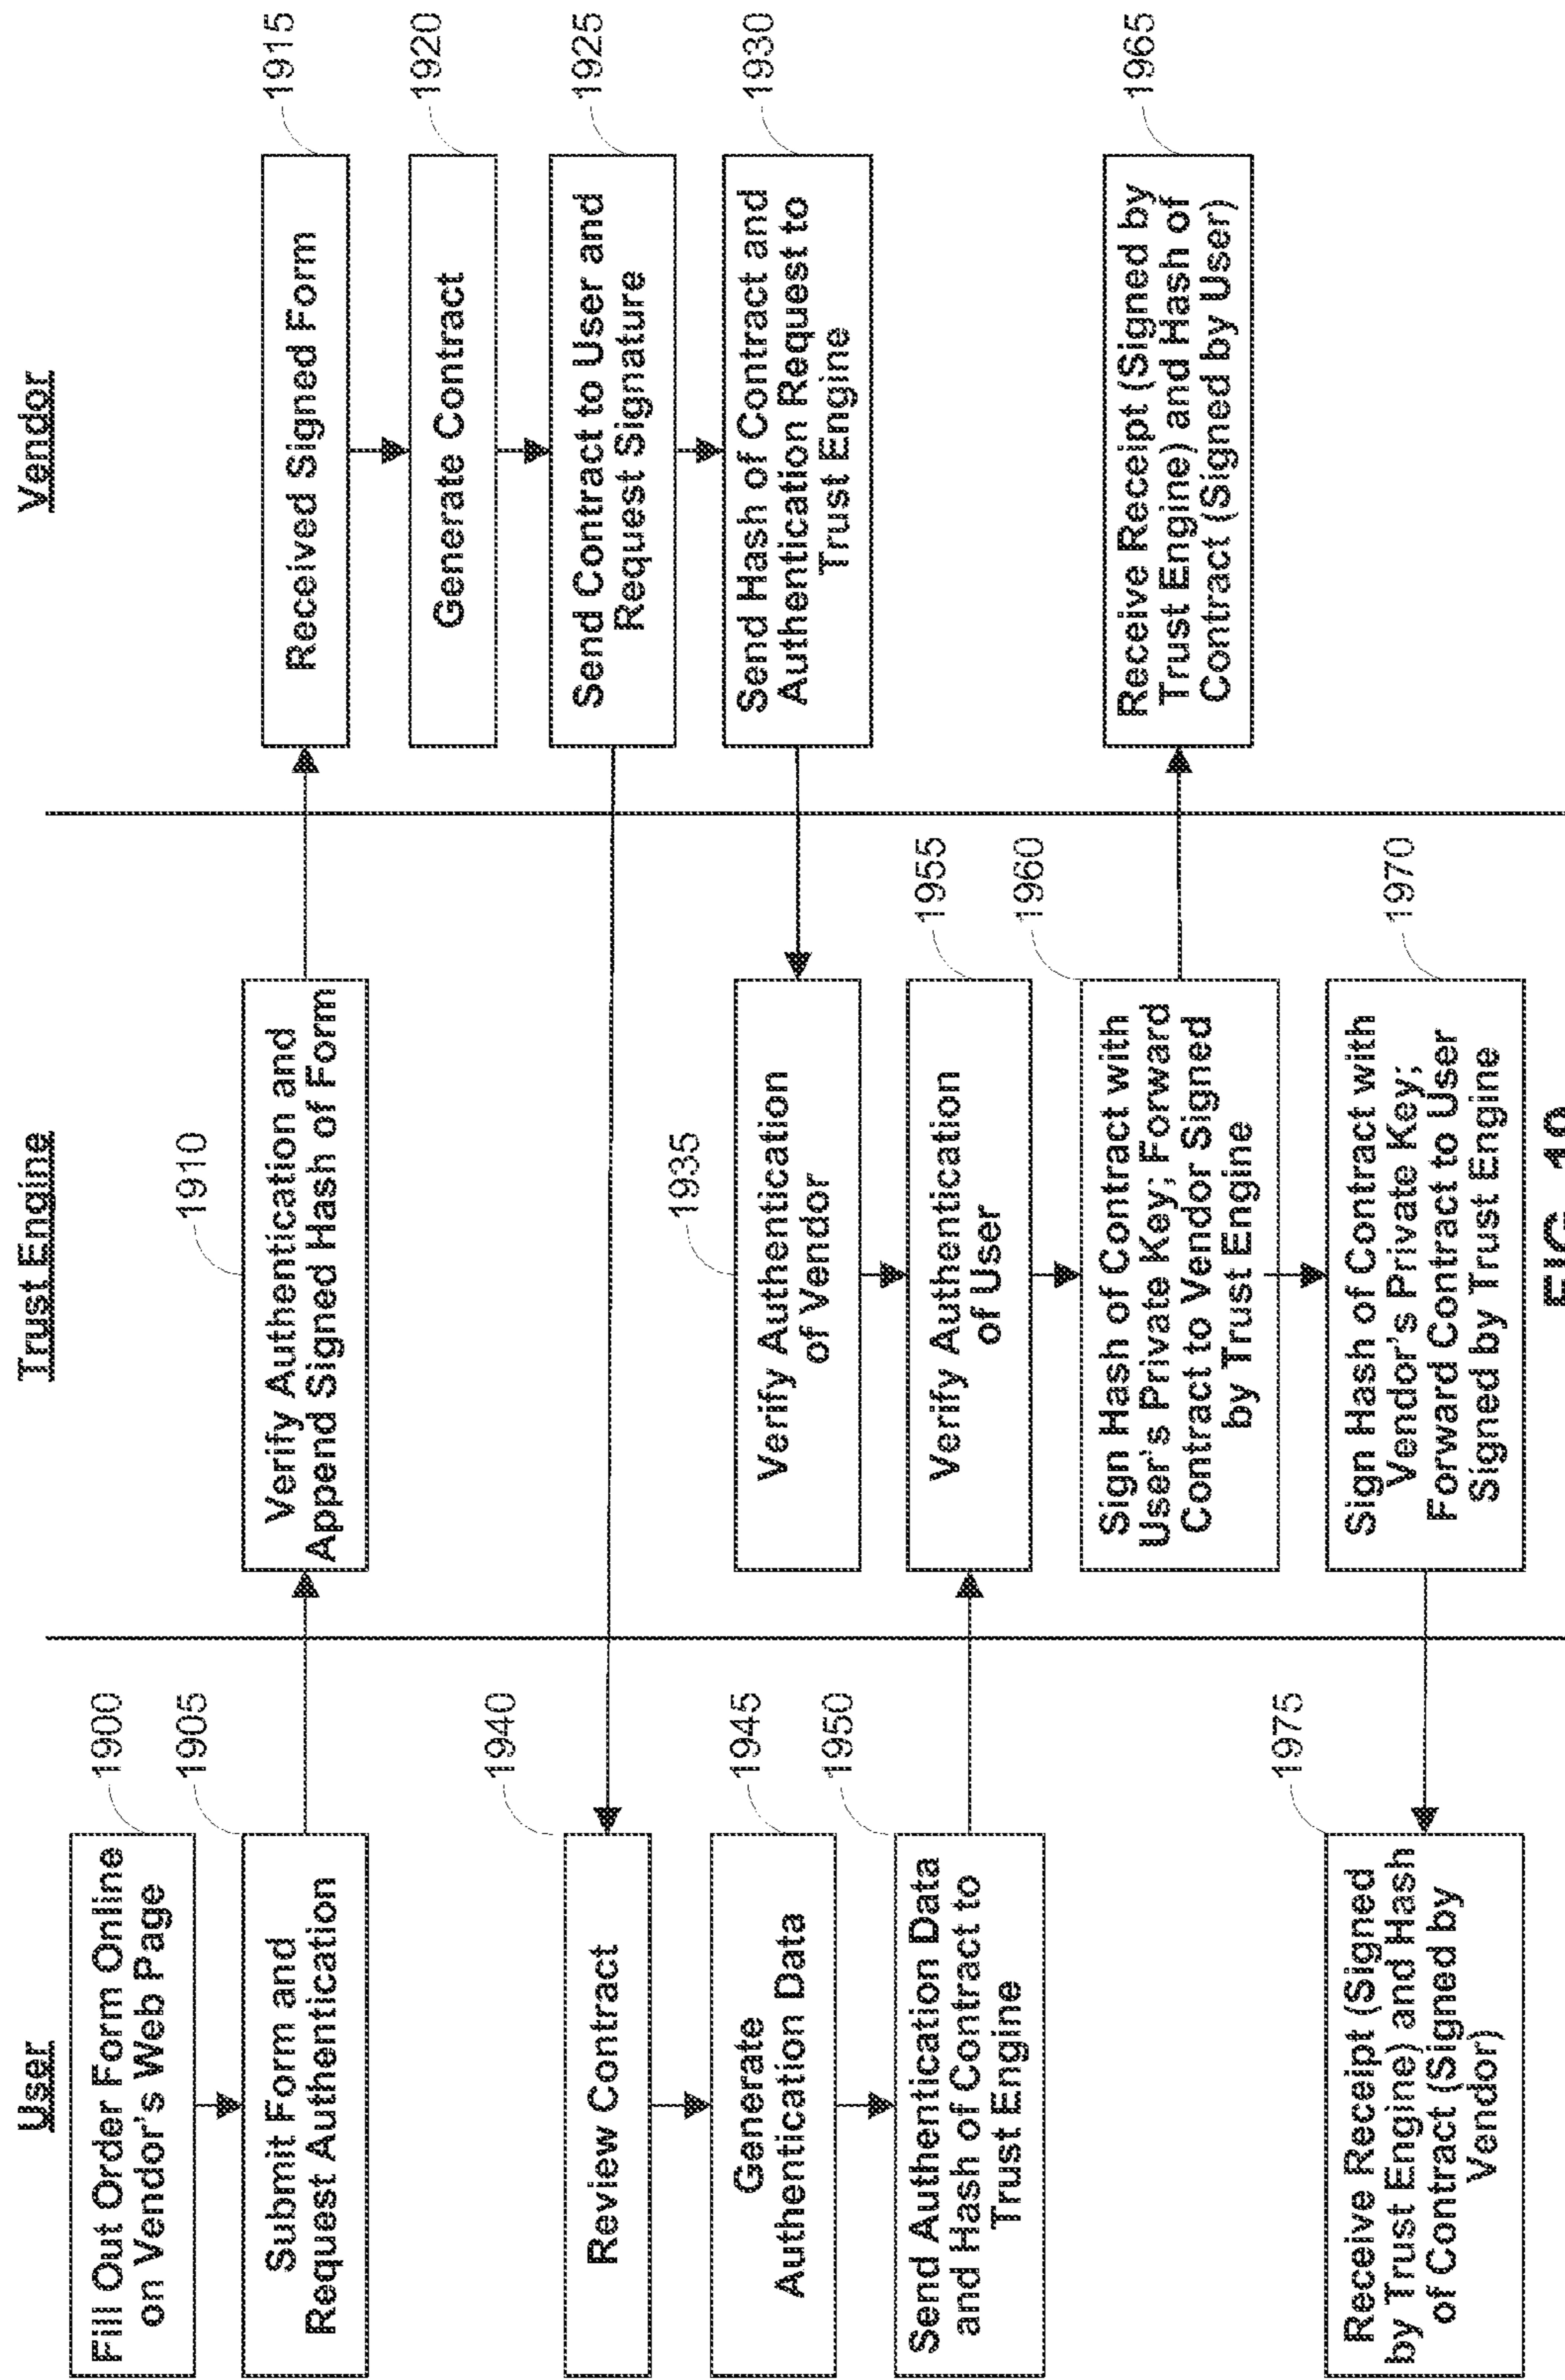 User
Trust Engine
Vendor
Fill Out Order Form Online
on Vendor's Web Page
1900
Submit Form and
Request Authentication
1905
Verify Authentication and
Append Signed Hash of Form
1910
Received Signed Form
1915
Generate Contract
1920
Send Contract to User and
Request Signature
1925
Send Hash of Contract and
Authentication Request to
Trust Engine
1930
Verify Authentication
of Vendor
1935
Review Contract
1940
Generate
Authentication Data
1945
Send Authentication Data
and Hash of Contract to
Trust Engine
1950
Verify Authentication
of User
1955
Sign Hash of Contract with
User's Private Key; Forward
Contract to Vendor Signed
by Trust Engine
1960
Receive Receipt (Signed by
Trust Engine) and Hash of
Contract (Signed by User)
1965
Sign Hash of Contract with
Vendor's Private Key;
Forward Contract to User
Signed by Trust Engine
1970
Receive Receipt (Signed
by Trust Engine) and Hash
of Contract (Signed by
Vendor)
1975